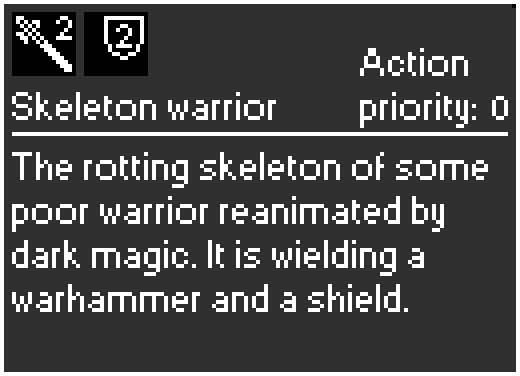 2 2
Action
Skeleton warrior priority: 0
The rotting skeleton of some
poor warrior reanimated by
dark magic. It is wielding a
warhammer and a shield.